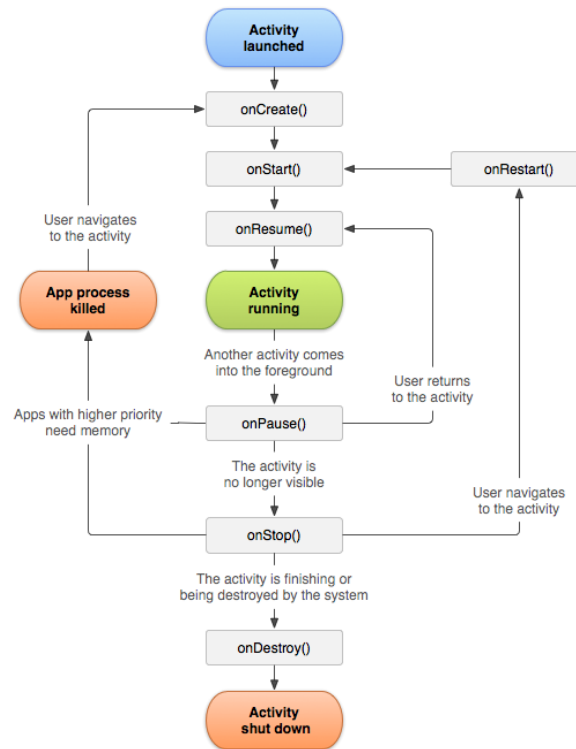 Activity
launched
onCreate()
onStart()
onRestart()
onResume()
User navigates
to the activity
App process
killed
Activity
running
Another activity comes
into the foreground
User returns
to the activity
Apps with higher priority
need memory
onPause()
The activity is
no longer visible
User navigates
to the activity
onStop()
The activity is finishing or
being destroyed by the system
onDestroy()
Activity
shut down